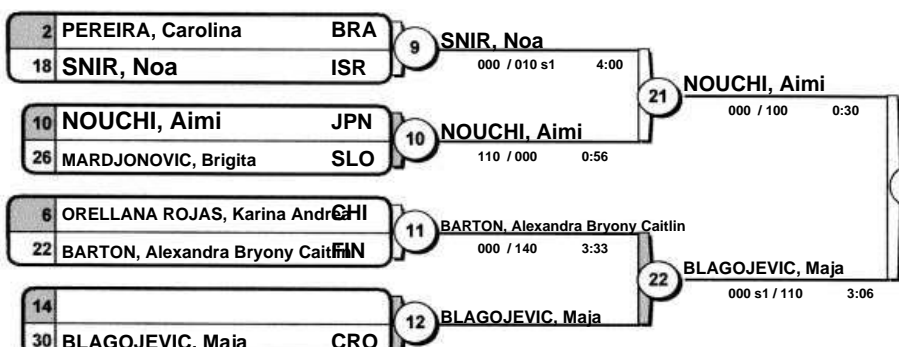 2 PEREIRA, Carolina BRA
18 SNIR, Noa ISR
9 SNIR, Noa
000 / 010 s1 4:00
10 NOUCHI, Aimi JPN
26 MARDJONOVIC, Brigita SLO
10 NOUCHI, Aimi
110 / 000 0:56
21 NOUCHI, Aimi
000 / 100 0:30
6 ORELLANA ROJAS, Karina Andrea CHI
22 BARTON, Alexandra Bryony Caitlin FIN
11 BARTON, Alexandra Bryony Caitlin
000 / 140 3:33
14
30 BLAGOJEVIC, Maja CRO
12 BLAGOJEVIC, Maja
22 BLAGOJEVIC, Maja
000 s1 / 110 3:06